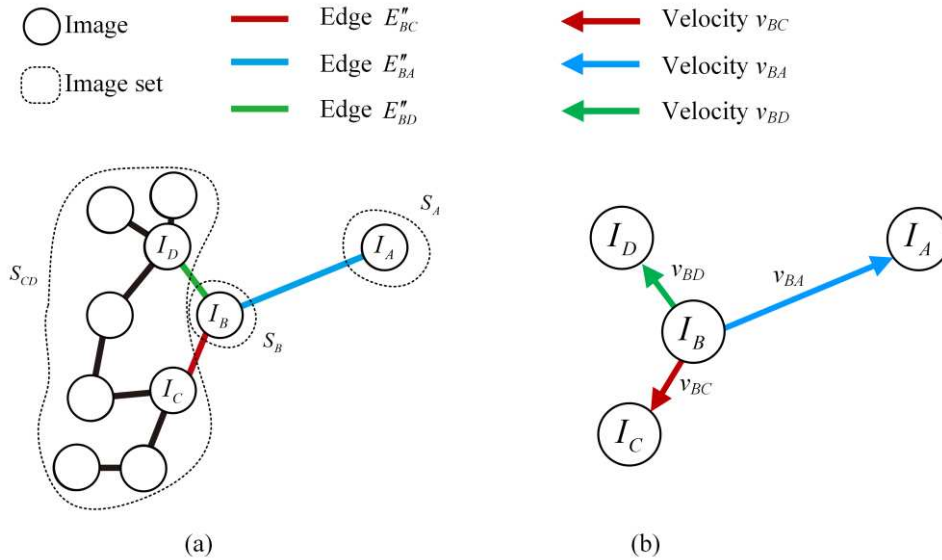 Image
Image set
Edge E″BC
Edge E″BA
Edge E″BD
Velocity vBC
Velocity vBA
Velocity vBD
SCD
ID
IB
IC
SB
SA
IA
(a)
ID
IA
vBD
vBA
IB
vBC
IC
(b)